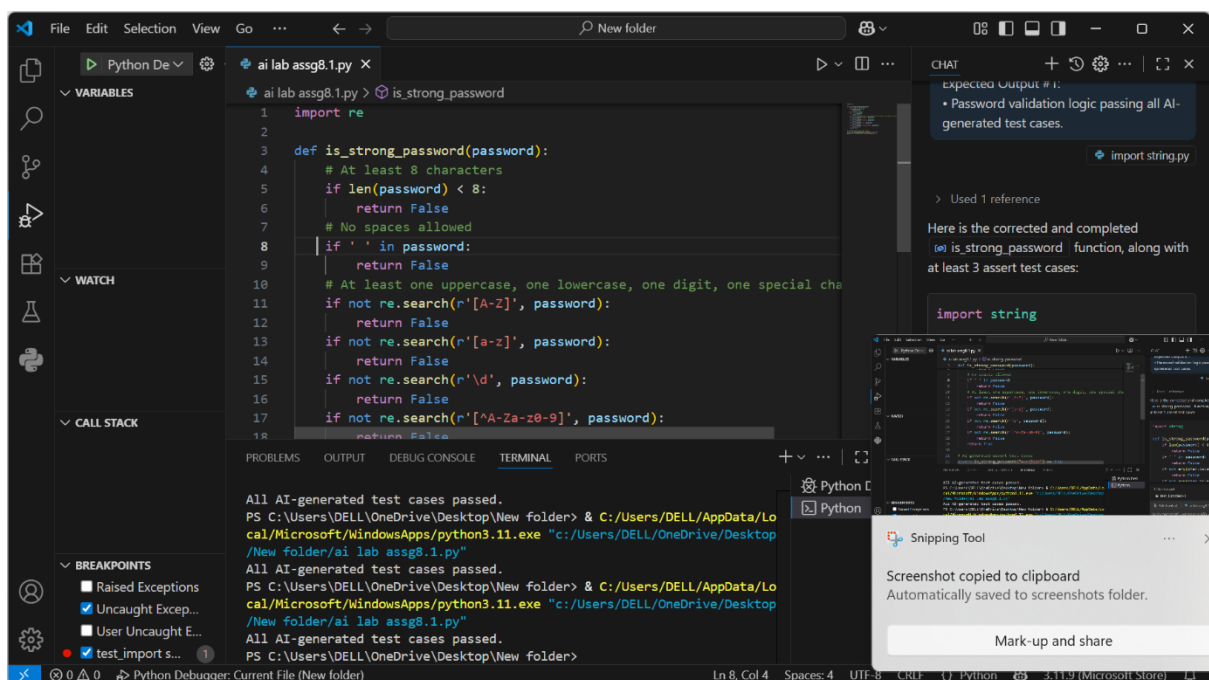 File Edit Selection View Go ··· New folder
Python De
ai lab assg8.1.py
CHAT
VARIABLES
ai lab assg8.1.py > is_strong_password
1 import re
2
3 def is_strong_password(password):
4 # At least 8 characters
5 if len(password) < 8:
6 return False
7 # No spaces allowed
8 if ' ' in password:
9 return False
10 # At least one uppercase, one lowercase, one digit, one special cha
11 if not re.search(r'[A-Z]', password):
12 return False
13 if not re.search(r'[a-z]', password):
14 return False
15 if not re.search(r'\d', password):
16 return False
17 if not re.search(r'[^A-Za-z0-9]', password):
18 return False
WATCH
CALL STACK
BREAKPOINTS
Raised Exceptions
Uncaught Excep...
User Uncaught E...
test_import s... 1
PROBLEMS OUTPUT DEBUG CONSOLE TERMINAL PORTS
All AI-generated test cases passed.
PS C:\Users\DELL\OneDrive\Desktop\New folder> & C:/Users/DELL/AppData/Lo
cal/Microsoft/WindowsApps/python3.11.exe "c:/Users/DELL/OneDrive/Desktop
/New folder/ai lab assg8.1.py"
All AI-generated test cases passed.
PS C:\Users\DELL\OneDrive\Desktop\New folder> & C:/Users/DELL/AppData/Lo
cal/Microsoft/WindowsApps/python3.11.exe "c:/Users/DELL/OneDrive/Desktop
/New folder/ai lab assg8.1.py"
All AI-generated test cases passed.
PS C:\Users\DELL\OneDrive\Desktop\New folder>
Python D
Python
Expected Output #1:
• Password validation logic passing all AI-
generated test cases.
import string.py
> Used 1 reference
Here is the corrected and completed
is_strong_password function, along with
at least 3 assert test cases:
import string
Snipping Tool
Screenshot copied to clipboard
Automatically saved to screenshots folder.
Mark-up and share
0 0 Python Debugger: Current File (New folder) Ln 8, Col 4 Spaces: 4 UTF-8 CRLF {} Python 3.11.9 (Microsoft Store)